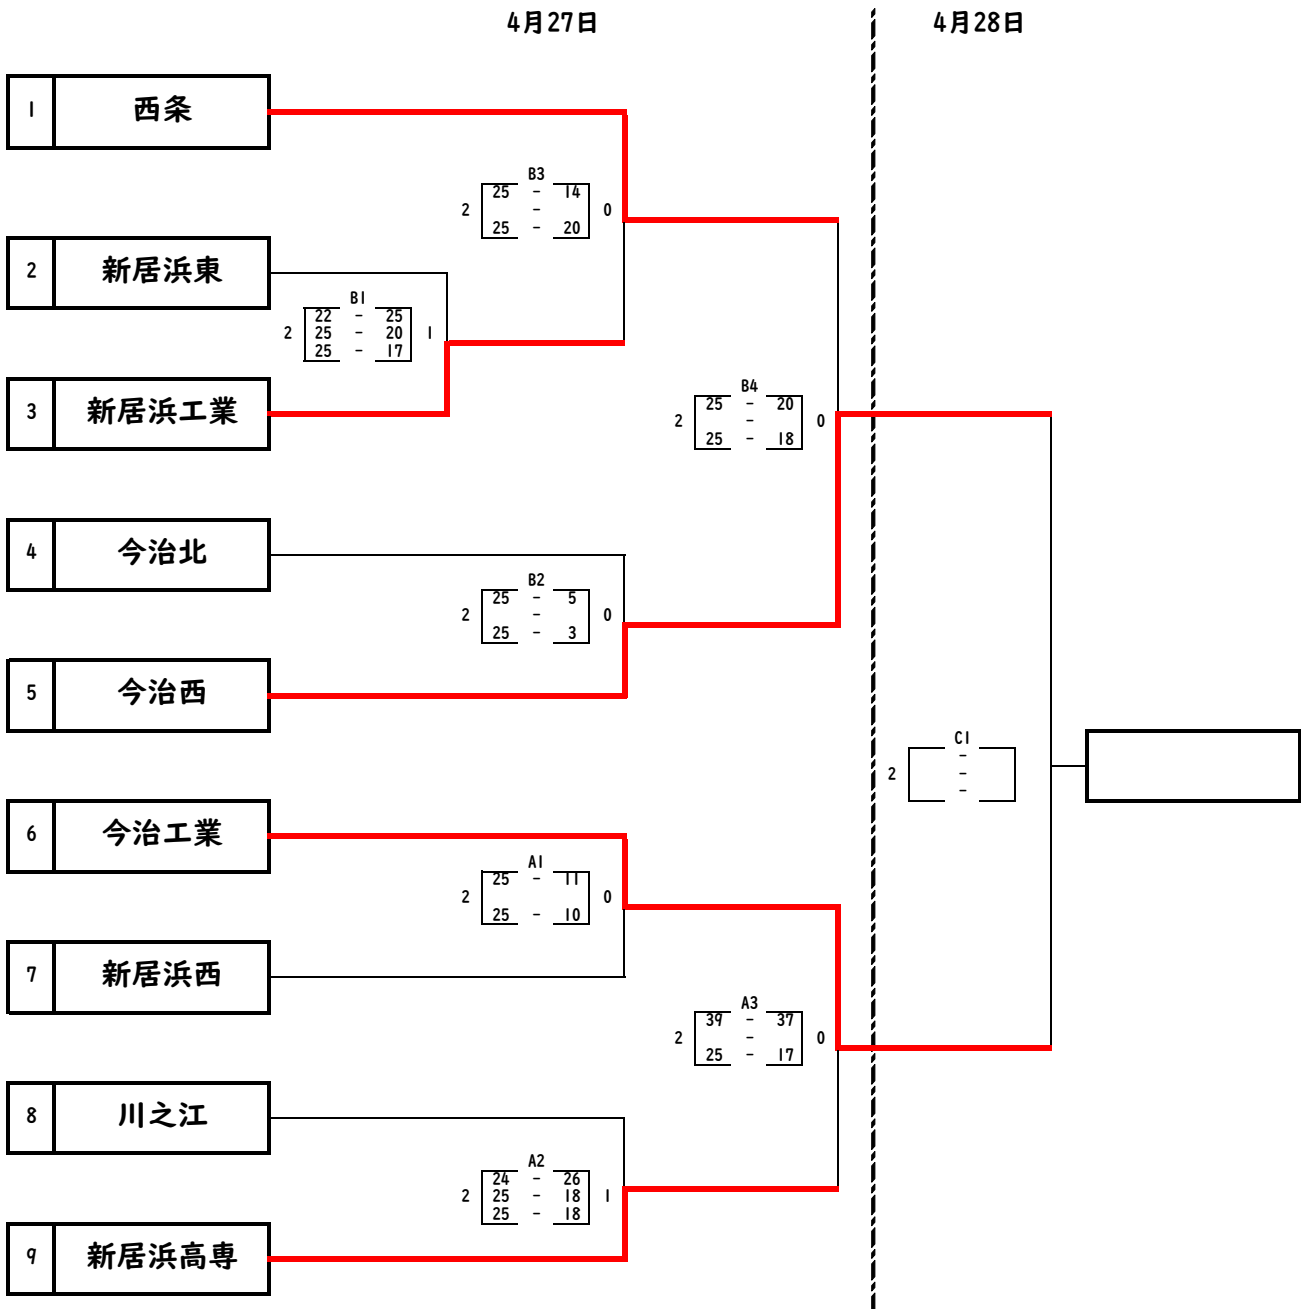 4月27日 4月28日
1 西条
B3
25 - 14
2 - 0
25 - 20
2 新居浜東
B1
22 - 25
2 25 - 20 1
25 - 17
B4
25 - 20
3 新居浜工業
2 - 0
25 - 18
4 今治北
B2
25 - 5
2 - 0
25 - 3
5 今治西
C1
-
2 -
-
6 今治工業
A1
25 - 11
2 0
25 - 10
7 新居浜西
A3
39 - 37
2 - 0
25 - 17
8 川之江
A2
24 - 26
2 25 - 18 1
25 - 18
9 新居浜高専